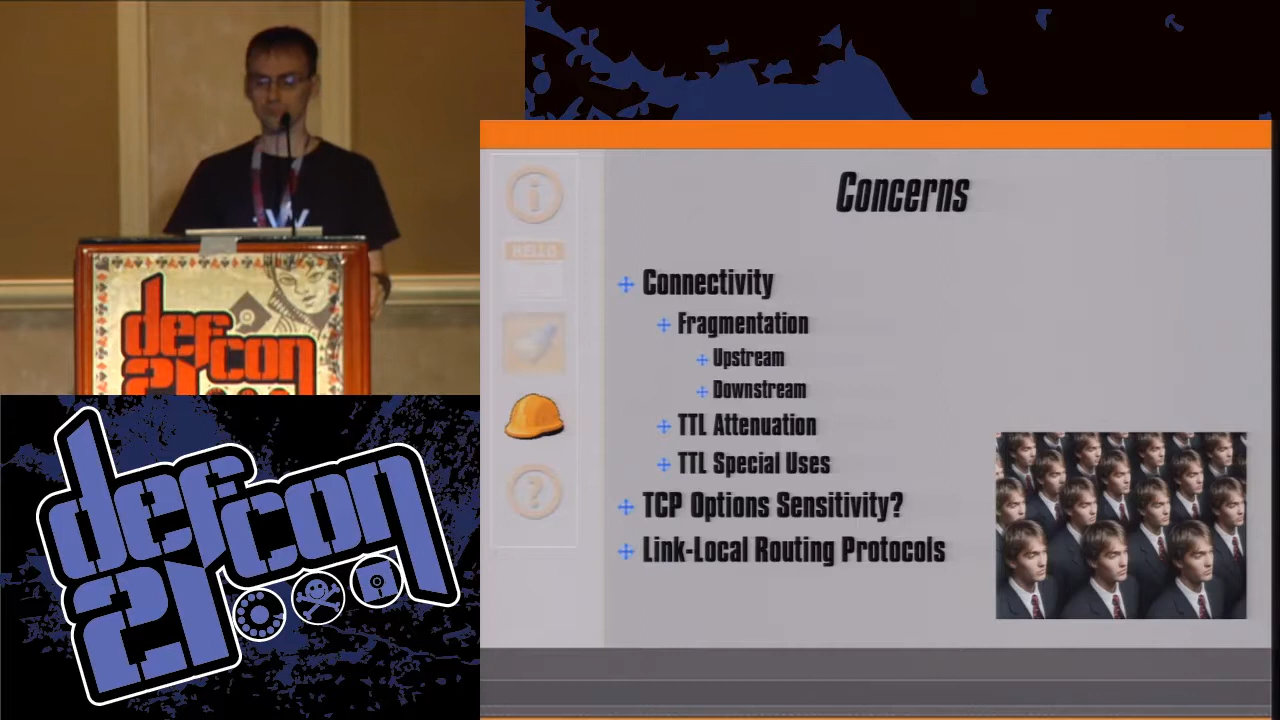 defcon
21
defcon
21
HELLO
Concerns
Connectivity
Fragmentation
Upstream
Downstream
TTL Attenuation
TTL Special Uses
TCP Options Sensitivity?
Link-Local Routing Protocols